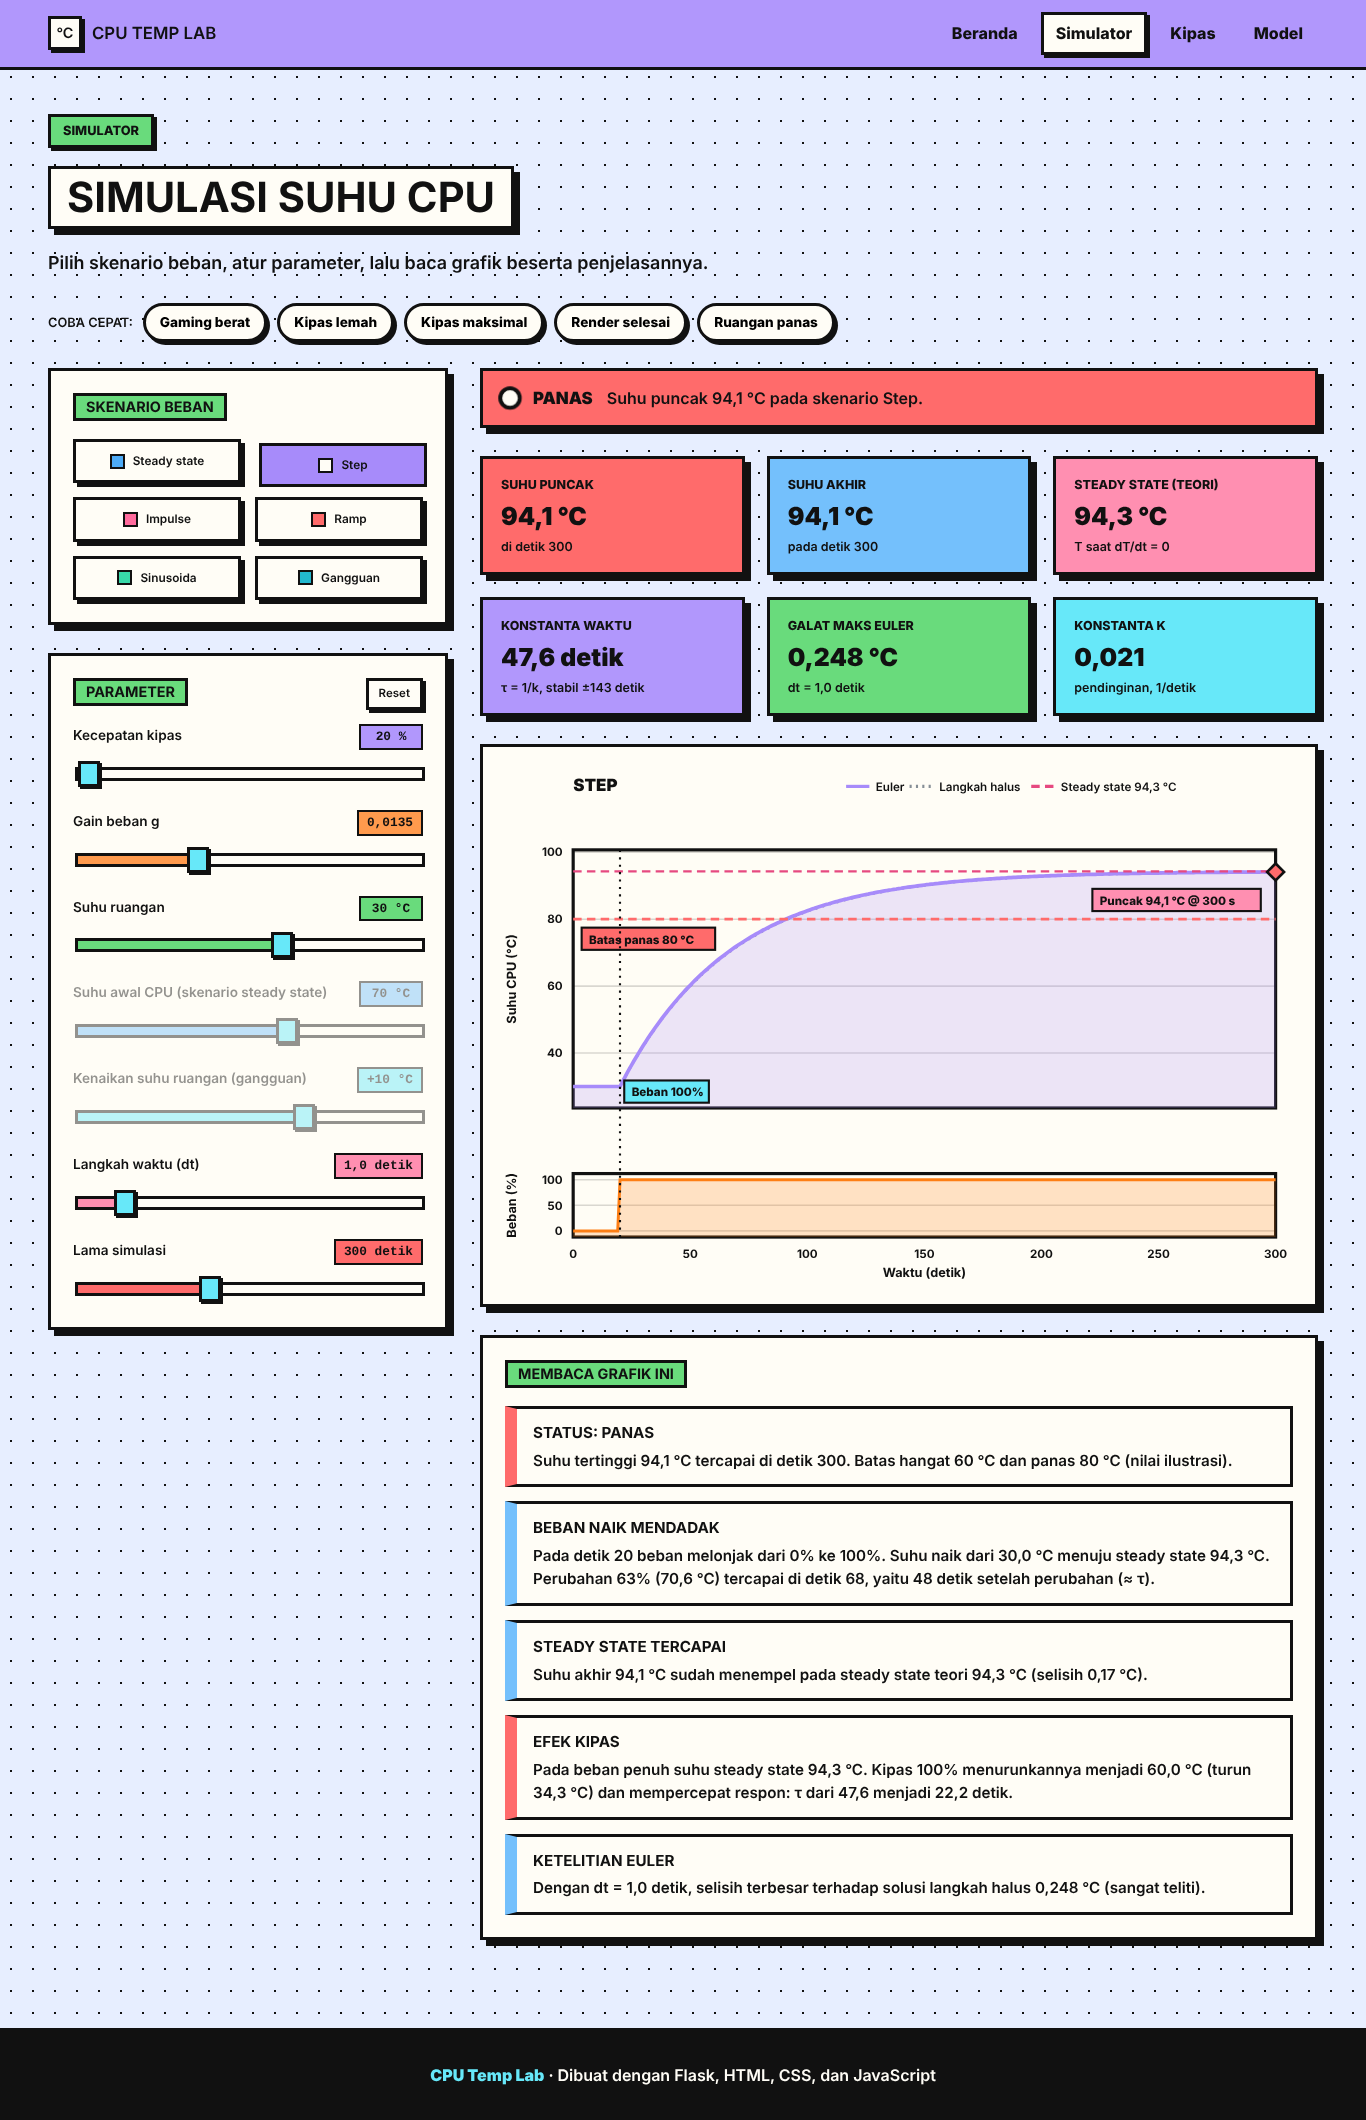 °C CPU TEMP LAB
Beranda Simulator Kipas Model
SIMULATOR
SIMULASI SUHU CPU
Pilih skenario beban, atur parameter, lalu baca grafik beserta penjelasannya.
COBA CEPAT: Gaming berat Kipas lemah Kipas maksimal Render selesai Ruangan panas
SKENARIO BEBAN
Steady state Step
Impulse Ramp
Sinusoida Gangguan
PARAMETER Reset
Kecepatan kipas 20 %
Gain beban g 0,0135
Suhu ruangan 30 °C
Suhu awal CPU (skenario steady state) 70 °C
Kenaikan suhu ruangan (gangguan) +10 °C
Langkah waktu (dt) 1,0 detik
Lama simulasi 300 detik
PANAS Suhu puncak 94,1 °C pada skenario Step.
SUHU PUNCAK
94,1 °C
di detik 300
SUHU AKHIR
94,1 °C
pada detik 300
STEADY STATE (TEORI)
94,3 °C
T saat dT/dt = 0
KONSTANTA WAKTU
47,6 detik
τ = 1/k, stabil ±143 detik
GALAT MAKS EULER
0,248 °C
dt = 1,0 detik
KONSTANTA K
0,021
pendinginan, 1/detik
STEP
Euler Langkah halus Steady state 94,3 °C
100
80
60
40
Suhu CPU (°C)
Puncak 94,1 °C @ 300 s
Batas panas 80 °C
Beban 100%
Beban (%)
100
50
0
0 50 100 150 200 250 300
Waktu (detik)
MEMBACA GRAFIK INI
STATUS: PANAS
Suhu tertinggi 94,1 °C tercapai di detik 300. Batas hangat 60 °C dan panas 80 °C (nilai ilustrasi).
BEBAN NAIK MENDADAK
Pada detik 20 beban melonjak dari 0% ke 100%. Suhu naik dari 30,0 °C menuju steady state 94,3 °C.
Perubahan 63% (70,6 °C) tercapai di detik 68, yaitu 48 detik setelah perubahan (≈ τ).
STEADY STATE TERCAPAI
Suhu akhir 94,1 °C sudah menempel pada steady state teori 94,3 °C (selisih 0,17 °C).
EFEK KIPAS
Pada beban penuh suhu steady state 94,3 °C. Kipas 100% menurunkannya menjadi 60,0 °C (turun
34,3 °C) dan mempercepat respon: τ dari 47,6 menjadi 22,2 detik.
KETELITIAN EULER
Dengan dt = 1,0 detik, selisih terbesar terhadap solusi langkah halus 0,248 °C (sangat teliti).
CPU Temp Lab · Dibuat dengan Flask, HTML, CSS, dan JavaScript